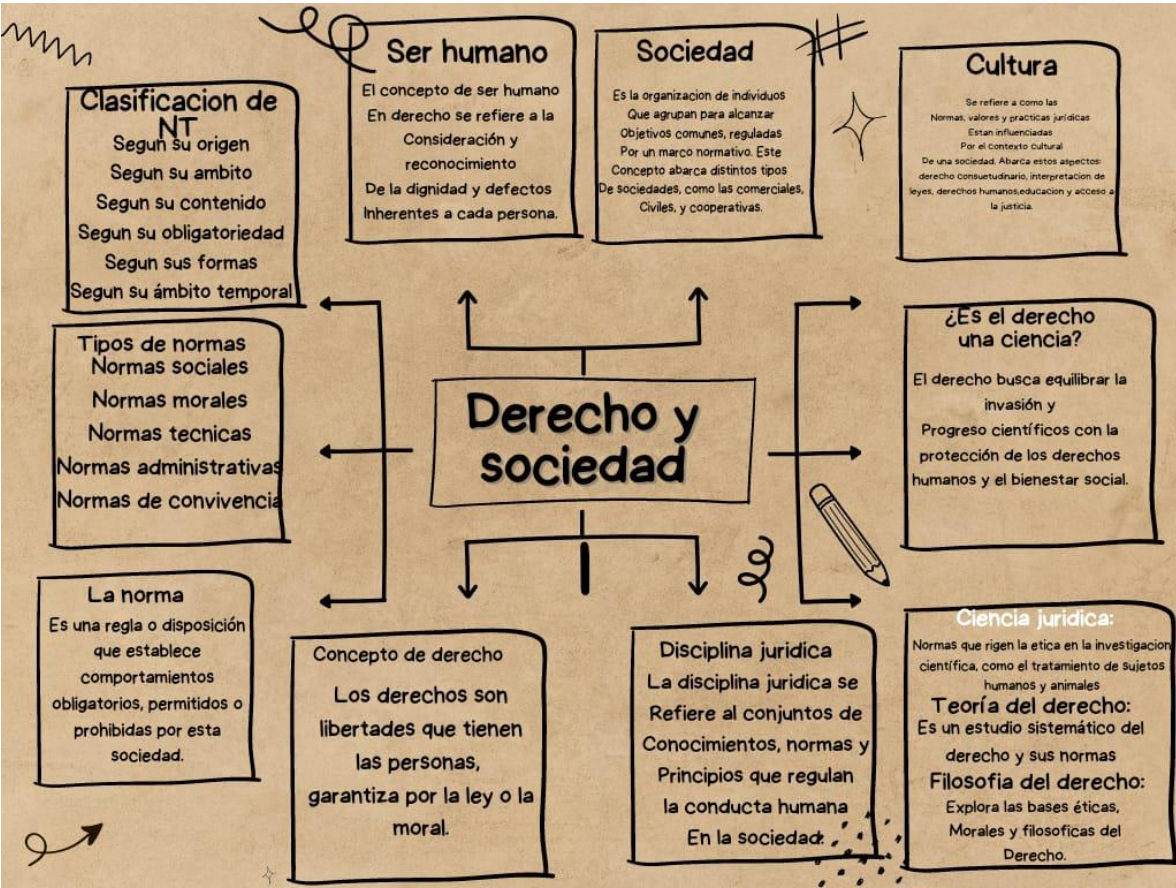 Clasificacion de
NT
Segun su origen
Segun su ambito
Segun su contenido
Segun su obligatoriedad
Segun sus formas
Segun su ámbito temporal
Ser humano
El concepto de ser humano
En derecho se refiere a la
Consideración y
reconocimiento
De la dignidad y defectos
Inherentes a cada persona.
Sociedad
Es la organizacion de individuos
Que agrupan para alcanzar
Objetivos comunes, reguladas
Por un marco normativo. Este
Concepto abarca distintos tipos
De sociedades, como las comerciales,
Civiles, y cooperativas.
Cultura
Se refiere a como las
Normas, valores y practicas jurídicas
Estan influenciadas
Por el contexto cultural
De una sociedad. Abarca estos aspectos:
derecho consuetudinario, interpretacion de
leyes, derechos humanos,educacion y acceso a
la justicia.
Tipos de normas
Normas sociales
Normas morales
Normas tecnicas
Normas administrativas
Normas de convivencia
Derecho y
sociedad
¿Es el derecho
una ciencia?
El derecho busca equilibrar la
invasión y
Progreso científicos con la
protección de los derechos
humanos y el bienestar social.
La norma
Es una regla o disposición
que establece
comportamientos
obligatorios, permitidos o
prohibidas por esta
sociedad.
Concepto de derecho
Los derechos son
libertades que tienen
las personas,
garantiza por la ley o la
moral.
Disciplina juridica
La disciplina juridica se
Refiere al conjuntos de
Conocimientos, normas y
Principios que regulan
la conducta humana
En la sociedad.
Ciencia juridica:
Normas que rigen la etica en la investigacion
científica, como el tratamiento de sujetos
humanos y animales
Teoría del derecho:
Es un estudio sistemático del
derecho y sus normas
Filosofia del derecho:
Explora las bases éticas,
Morales y filosoficas del
Derecho.